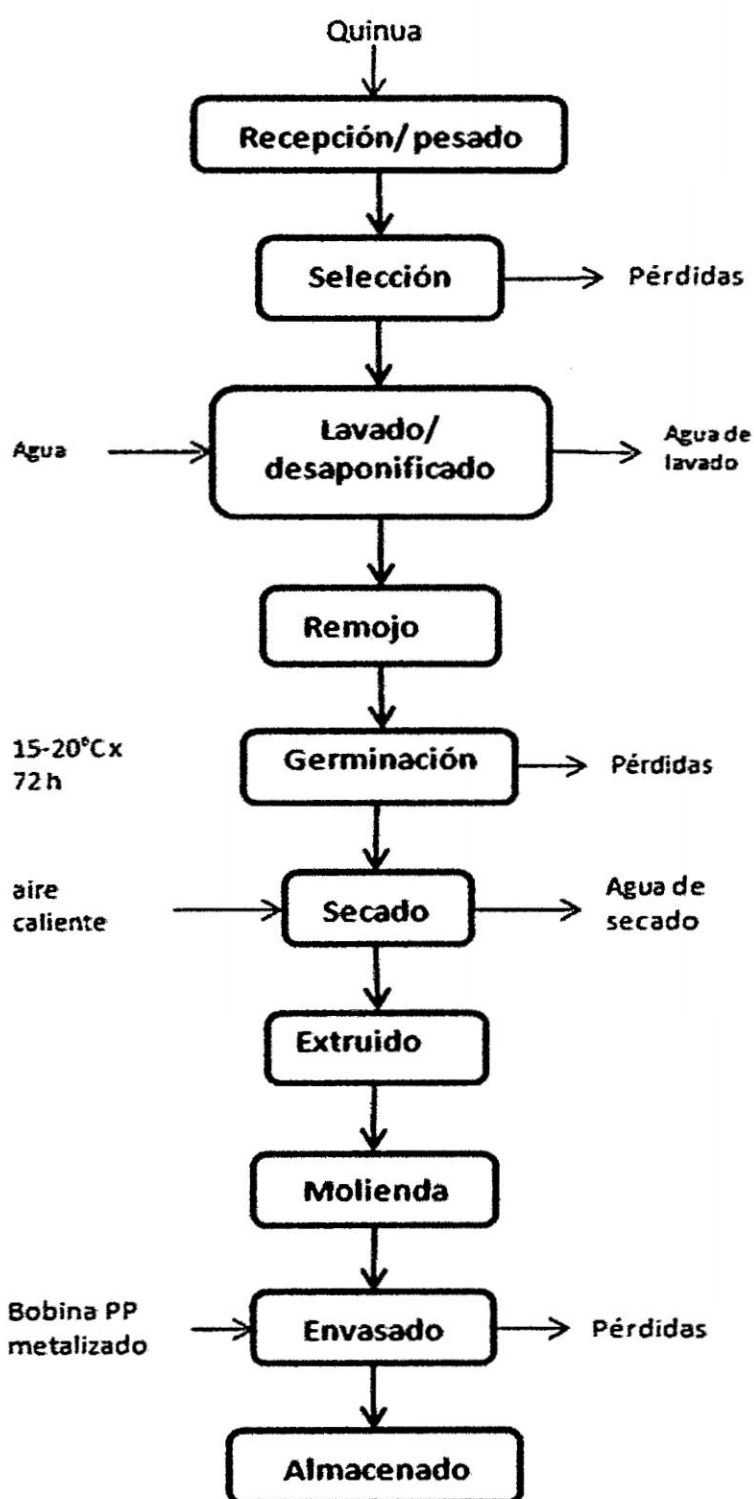 Quinua
Recepción/ pesado
Selección
Pérdidas
Agua
Lavado/
desaponificado
Agua de
lavado
Remojo
15-20°C x
72 h
Germinación
Pérdidas
aire
caliente
Secado
Agua de
secado
Extruido
Molienda
Bobina PP
metalizado
Envasado
Pérdidas
Almacenado